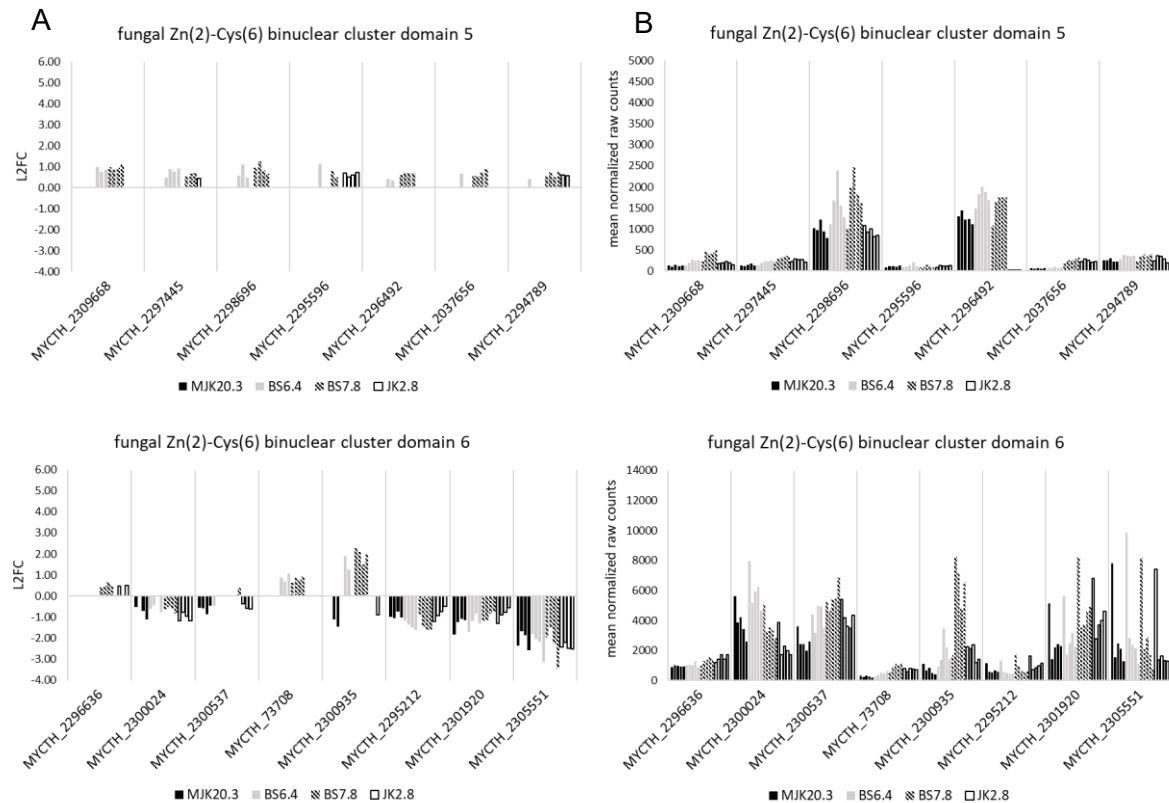 A
fungal Zn(2)-Cys(6) binuclear cluster domain 5
L2FC
6.00
5.00
4.00
3.00
2.00
1.00
0.00
-1.00
-2.00
-3.00
-4.00
MYCTH_2309668
MYCTH_2297445
MYCTH_2298696
MYCTH_2295596
MYCTH_2296492
MYCTH_2037656
MYCTH_2294789
MJK20.3 BS6.4 BS7.8 JK2.8
B
fungal Zn(2)-Cys(6) binuclear cluster domain 5
mean normalized raw counts
5000
4500
4000
3500
3000
2500
2000
1500
1000
500
0
MYCTH_2309668
MYCTH_2297445
MYCTH_2298696
MYCTH_2295596
MYCTH_2296492
MYCTH_2037656
MYCTH_2294789
MJK20.3 BS6.4 BS7.8 JK2.8
fungal Zn(2)-Cys(6) binuclear cluster domain 6
L2FC
6.00
5.00
4.00
3.00
2.00
1.00
0.00
-1.00
-2.00
-3.00
-4.00
MYCTH_2296636
MYCTH_2300024
MYCTH_2300537
MYCTH_73708
MYCTH_2300935
MYCTH_2295212
MYCTH_2301920
MYCTH_2305551
MJK20.3 BS6.4 BS7.8 JK2.8
fungal Zn(2)-Cys(6) binuclear cluster domain 6
mean normalized raw counts
14000
12000
10000
8000
6000
4000
2000
0
MYCTH_2296636
MYCTH_2300024
MYCTH_2300537
MYCTH_73708
MYCTH_2300935
MYCTH_2295212
MYCTH_2301920
MYCTH_2305551
MJK20.3 BS6.4 BS7.8 JK2.8